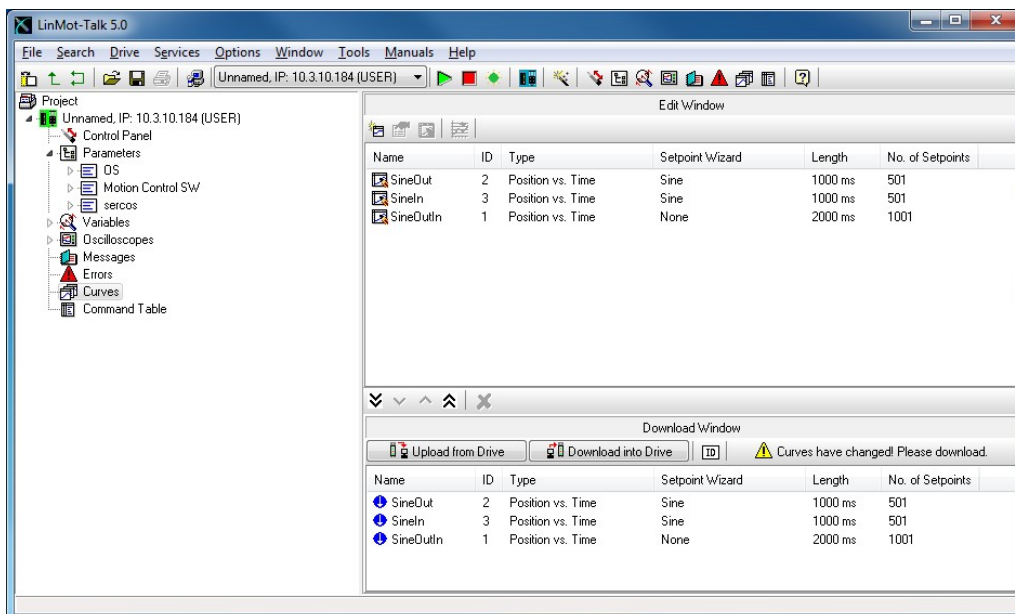 LinMot-Talk 5.0
File Search Drive Services Options Window Tools Manuals Help
Unnamed, IP: 10.3.10.184 (USER)
Project
Unnamed, IP: 10.3.10.184 (USER)
Control Panel
Parameters
OS
Motion Control SW
sercos
Variables
Oscilloscopes
Messages
Errors
Curves
Command Table
Edit Window
Name ID Type Setpoint Wizard Length No. of Setpoints
SineOut 2 Position vs. Time Sine 1000 ms 501
SineIn 3 Position vs. Time Sine 1000 ms 501
SineOutIn 1 Position vs. Time None 2000 ms 1001
Download Window
Upload from Drive Download into Drive ID Curves have changed! Please download.
Name ID Type Setpoint Wizard Length No. of Setpoints
SineOut 2 Position vs. Time Sine 1000 ms 501
SineIn 3 Position vs. Time Sine 1000 ms 501
SineOutIn 1 Position vs. Time None 2000 ms 1001